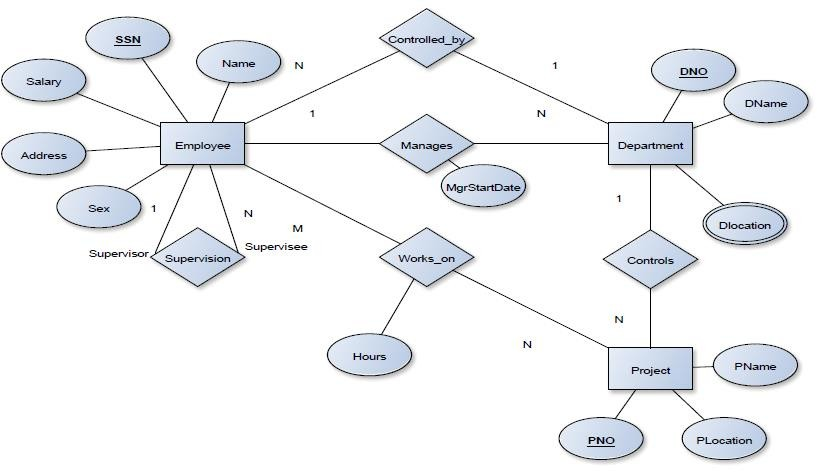 Controlled_by
SSN
Name
N
1
Salary
DNO
DName
1
N
Employee
Manages
Department
Address
MgrStartDate
Sex
1
N
M
1
Dlocation
Supervisor
Supervision
Supervisee
Works_on
Controls
N
N
Hours
Project
PName
PNO
PLocation